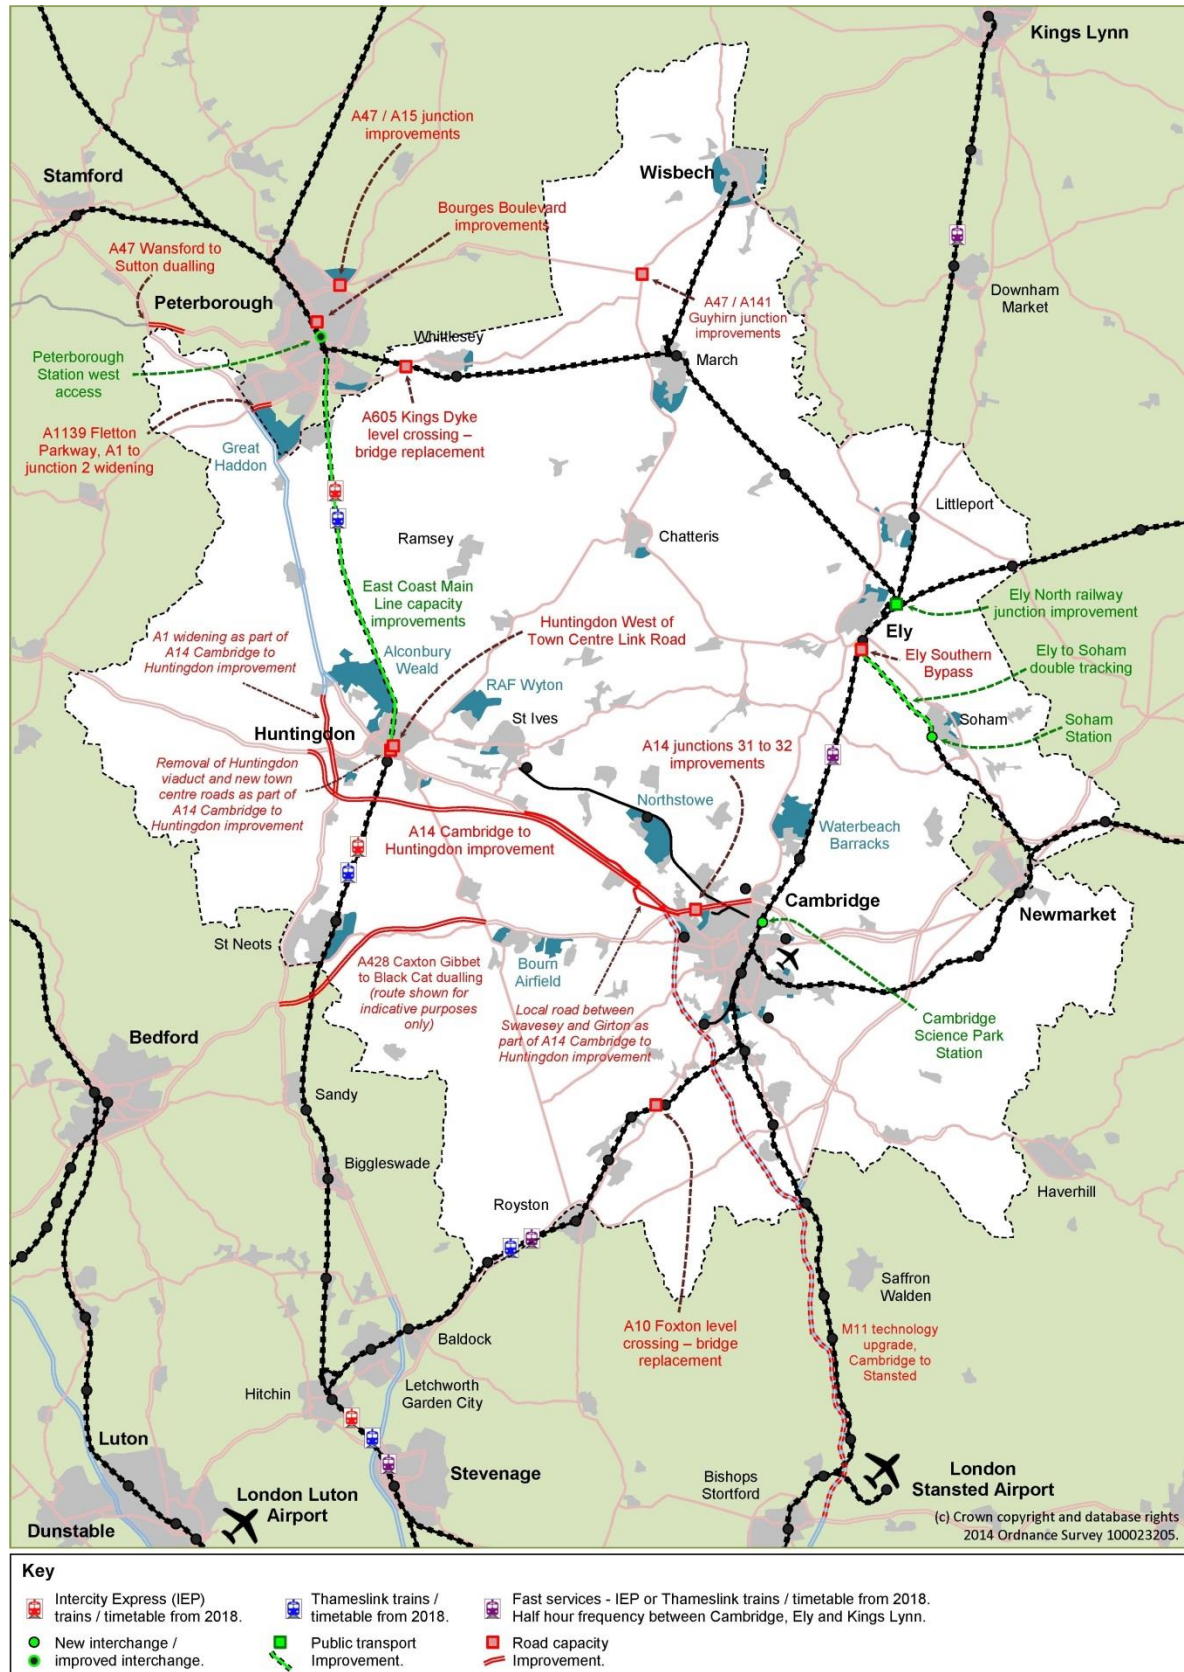 Kings Lynn
A47 / A15 junction
improvements
Wisbech
Stamford
Bourges Boulevard
improvements
A47 Wansford to
Sutton dualling
Peterborough
Downham
Market
A47 / A141
Guyhirn junction
improvements
Whittlesey
March
Peterborough
Station west
access
A605 Kings Dyke
level crossing –
bridge replacement
A1139 Fletton
Parkway, A1 to
junction 2 widening
Great
Haddon
Littleport
Ramsey
Chatteris
East Coast Main
Line capacity
improvements
Ely North railway
junction improvement
Ely
Huntingdon West of
Town Centre Link Road
A1 widening as part of
A14 Cambridge to
Huntingdon improvement
Alconbury
Weald
Ely Southern
Bypass
Ely to Soham
double tracking
RAF Wyton
St Ives
Soham
Soham
Station
Huntingdon
A14 junctions 31 to 32
improvements
Removal of Huntingdon
viaduct and new town
centre roads as part of
A14 Cambridge to
Huntingdon improvement
Northstowe
Waterbeach
Barracks
A14 Cambridge to
Huntingdon improvement
Cambridge
Newmarket
St Neots
A428 Caxton Gibbet
to Black Cat dualling
(route shown for
indicative purposes
only)
Bourn
Airfield
Local road between
Swavesey and Girton as
part of A14 Cambridge to
Huntingdon improvement
Cambridge
Science Park
Station
Bedford
Sandy
Biggleswade
Royston
Haverhill
Saffron
Walden
A10 Foxton level
crossing – bridge
replacement
M11 technology
upgrade,
Cambridge to
Stansted
Baldock
Hitchin
Letchworth
Garden City
Luton
Stevenage
Bishops
Stortford
London
Stansted Airport
London Luton
Airport
Dunstable
(c) Crown copyright and database rights
2014 Ordnance Survey 100023205.
Key
Intercity Express (IEP)
trains / timetable from 2018.
Thameslink trains /
timetable from 2018.
Fast services - IEP or Thameslink trains / timetable from 2018.
Half hour frequency between Cambridge, Ely and Kings Lynn.
New interchange /
improved interchange.
Public transport
Improvement.
Road capacity
Improvement.